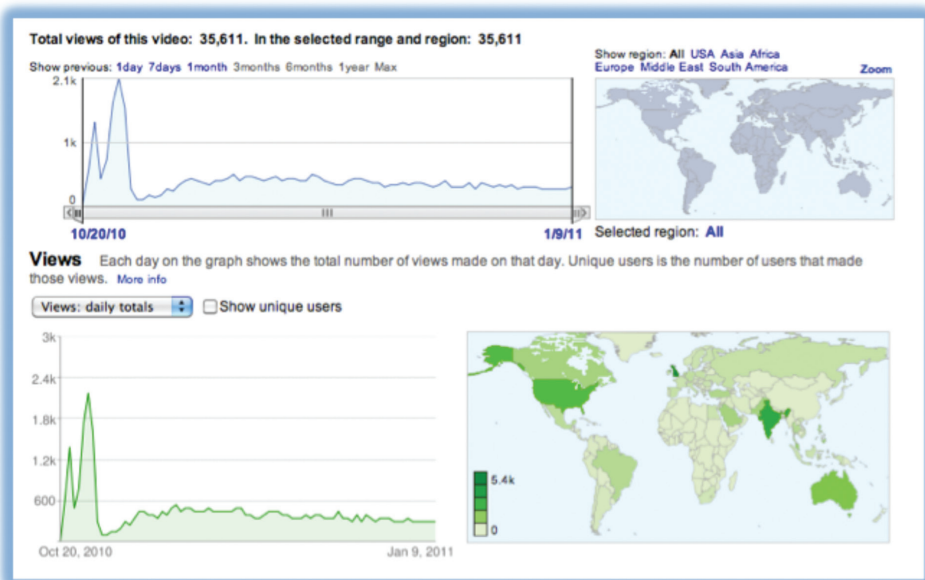 Total views of this video: 35,611. In the selected range and region: 35,611
Show previous: 1day 7days 1month 3months 6months 1year Max
2.1k
1k
0
10/20/10
1/9/11
Show region: All USA Asia Africa
Europe Middle East South America
Zoom
Selected region: All
Views Each day on the graph shows the total number of views made on that day. Unique users is the number of users that made
those views. More info
Views: daily totals
Show unique users
3k
2.4k
1.8k
1.2k
600
Oct 20, 2010
Jan 9, 2011
5.4k
0